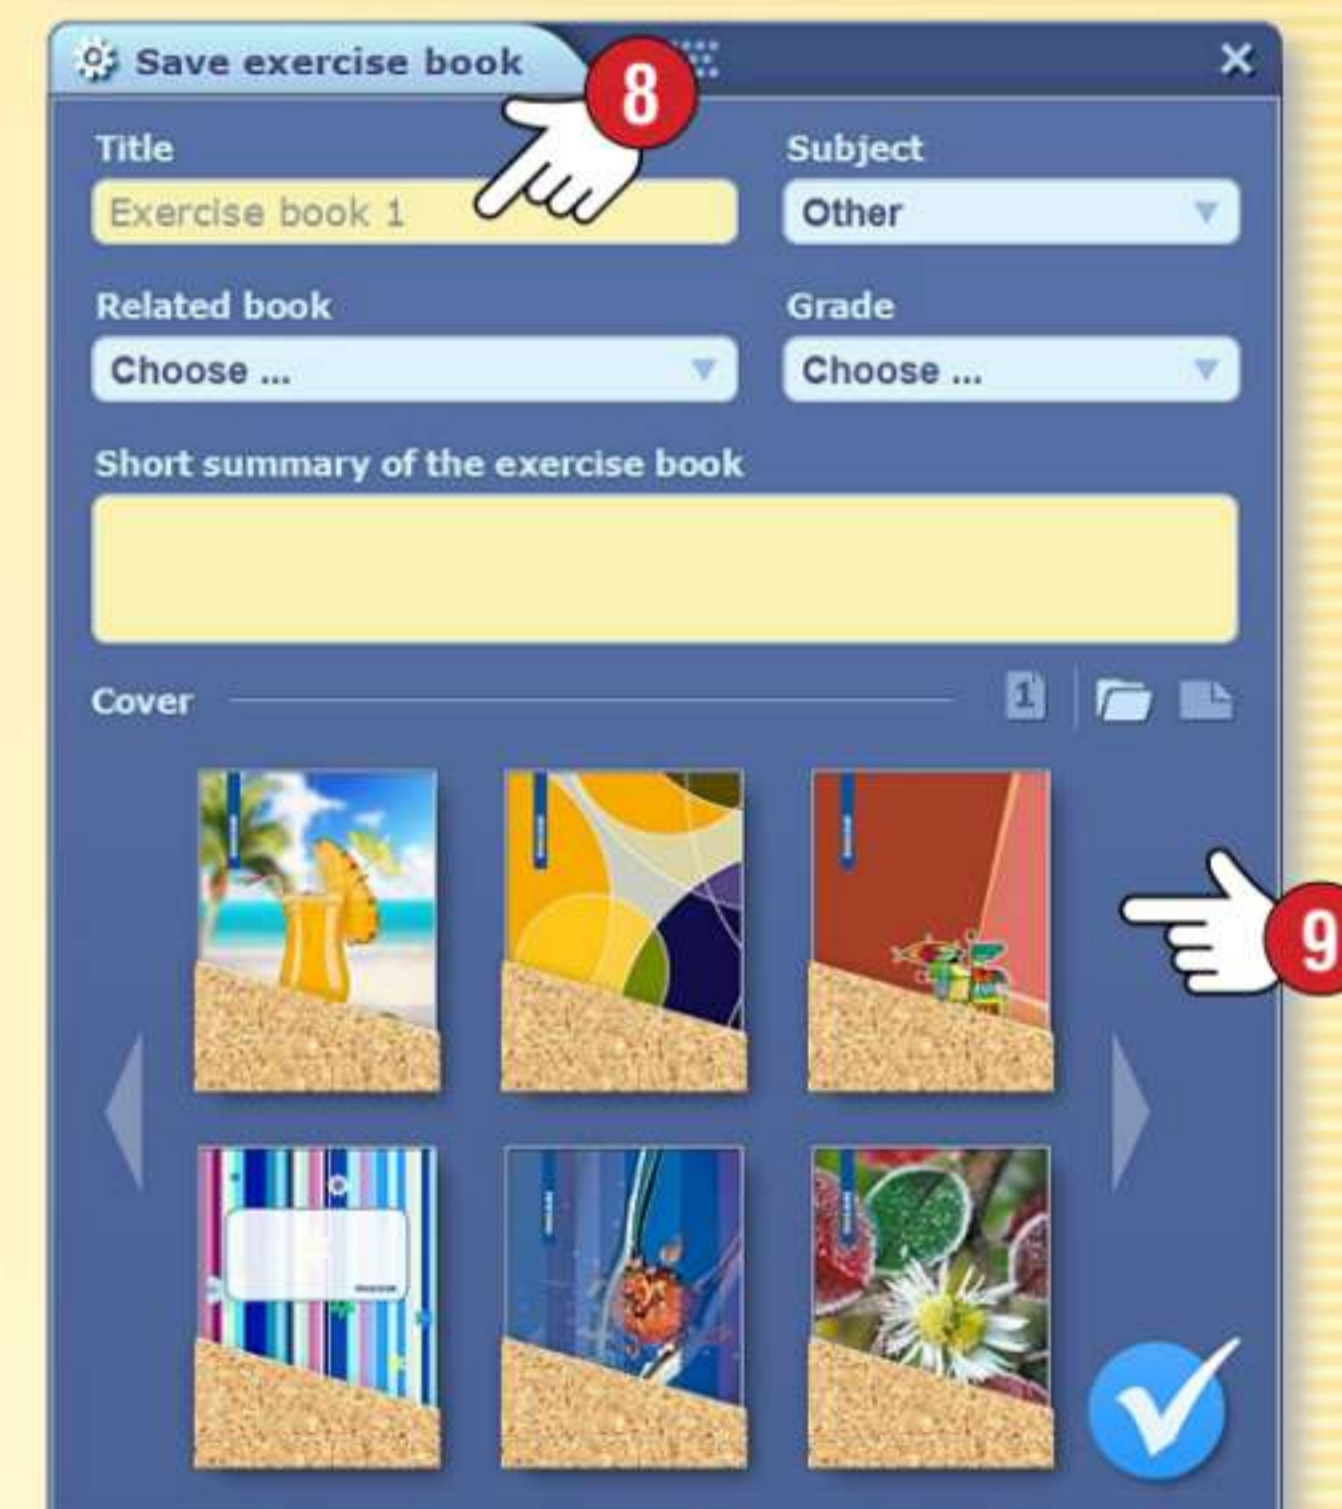 Save exercise book
8
Title
Subject
Exercise book 1
Other
Related book
Grade
Choose ...
Choose ...
Short summary of the exercise book
Cover
1
9